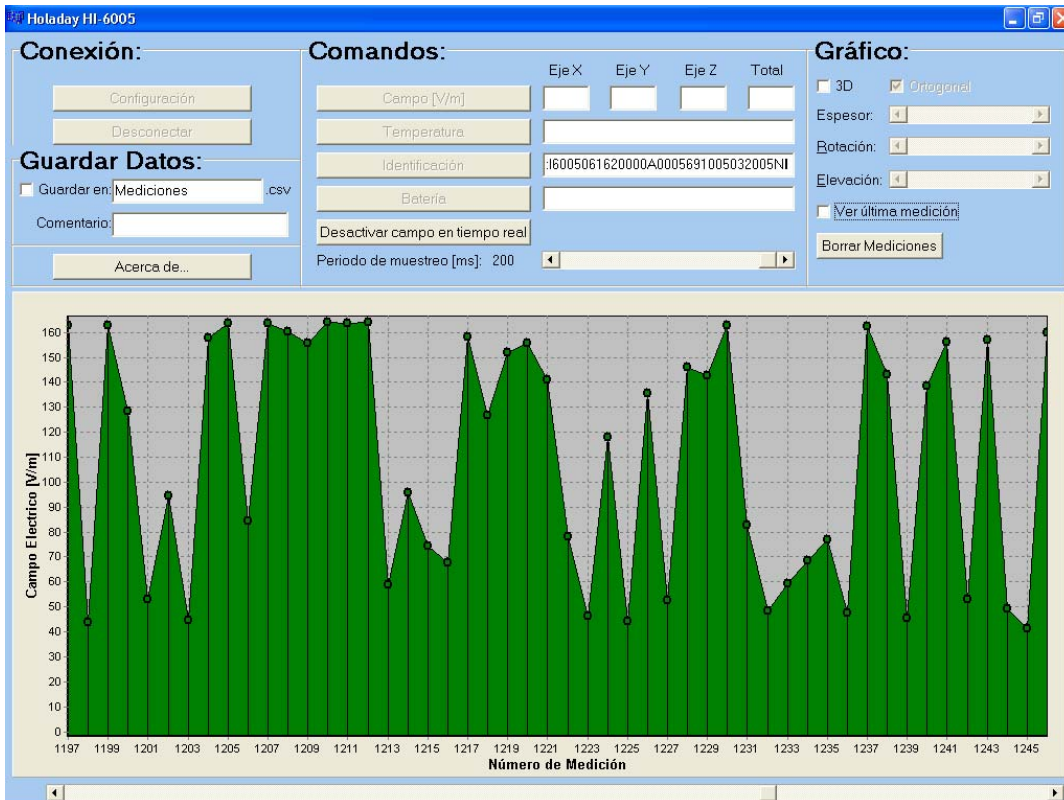 Holaday HI-6005
Conexión:
Configuración
Desconectar
Guardar Datos:
Guardar en: Mediciones .csv
Comentario:
Acerca de...
Comandos:
Eje X Eje Y Eje Z Total
Campo [V/m]
Temperatura
Identificación :I6005061620000A0005691005032005NI
Batería
Desactivar campo en tiempo real
Periodo de muestreo [ms]: 200
Gráfico:
3D Ortogonal
Espesor:
Rotación:
Elevación:
Ver última medición
Borrar Mediciones
Campo Electrico [V/m]
160
150
140
130
120
110
100
90
80
70
60
50
40
30
20
10
0
1197 1199 1201 1203 1205 1207 1209 1211 1213 1215 1217 1219 1221 1223 1225 1227 1229 1231 1233 1235 1237 1239 1241 1243 1245
Número de Medición